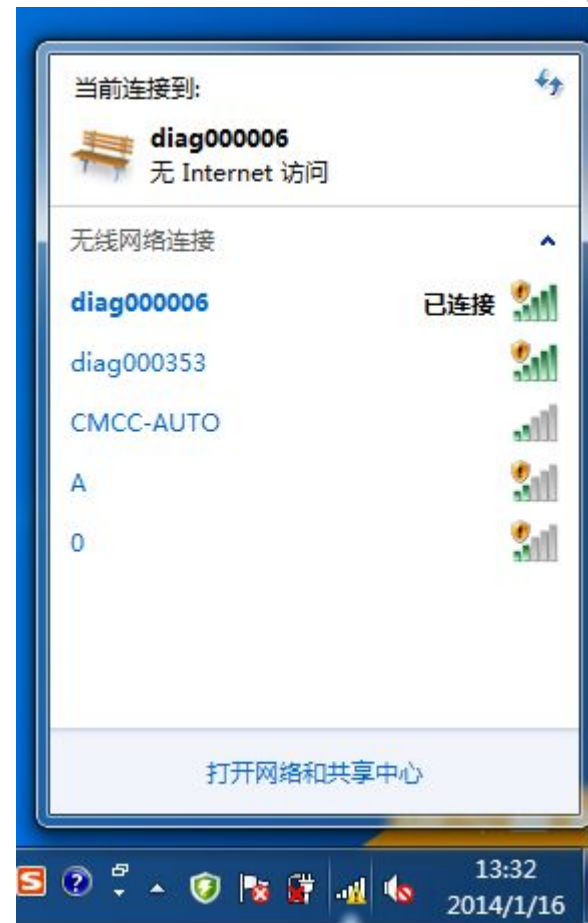 当前连接到:
diag000006
无 Internet 访问
无线网络连接
diag000006 已连接
diag000353
CMCC-AUTO
A
0
打开网络和共享中心
S ? 13:32
2014/1/16